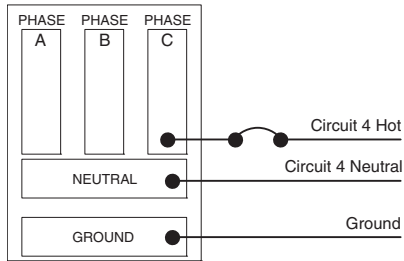 PHASE PHASE PHASE
A B C
Circuit 4 Hot
Circuit 4 Neutral
NEUTRAL
Ground
GROUND